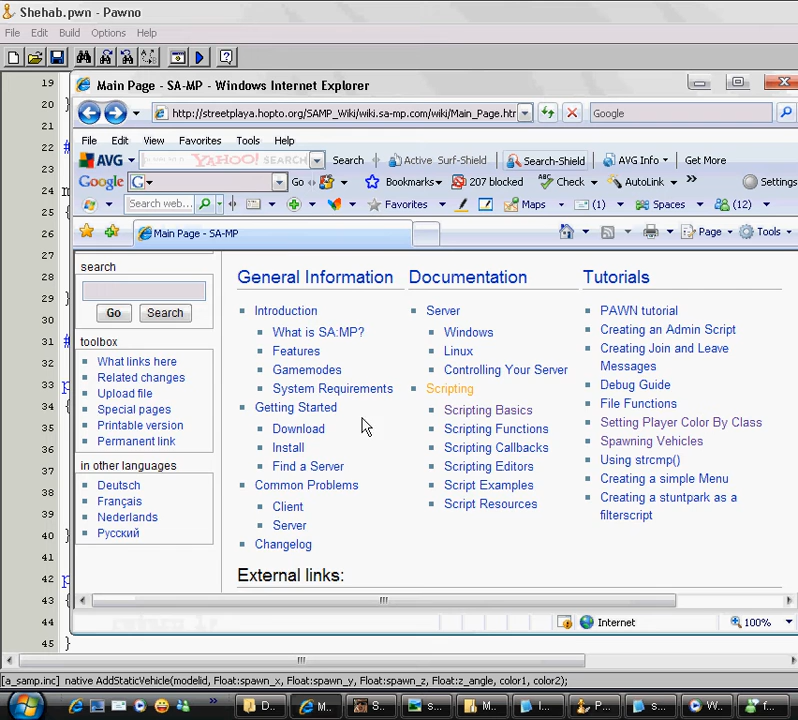 Shehab.pwn - Pawno
File Edit Build Options Help
Main Page - SA-MP - Windows Internet Explorer
http://streetplaya.hopto.org/SAMP_Wiki/wiki.sa-mp.com/wiki/Main_Page.htr
Google
File Edit View Favorites Tools Help
AVG YAHOO! SEARCH Search Active Surf-Shield Search-Shield AVG Info Get More
Google G Go Bookmarks 207 blocked Check AutoLink Settings
Search web... Favorites Maps (1) Spaces (12)
Main Page - SA-MP Page Tools
search
Go Search
toolbox
What links here
Related changes
Upload file
Special pages
Printable version
Permanent link
in other languages
Deutsch
Français
Nederlands
Русский
General Information
Introduction
What is SA:MP?
Features
Gamemodes
System Requirements
Getting Started
Download
Install
Find a Server
Common Problems
Client
Server
Changelog
External links:
Documentation
Server
Windows
Linux
Controlling Your Server
Scripting
Scripting Basics
Scripting Functions
Scripting Callbacks
Scripting Editors
Script Examples
Script Resources
Tutorials
PAWN tutorial
Creating an Admin Script
Creating Join and Leave
Messages
Debug Guide
File Functions
Setting Player Color By Class
Spawning Vehicles
Using strcmp()
Creating a simple Menu
Creating a stuntpark as a
filterscript
Internet 100%
19
20 }
21
22 #
23
24
25 {
26
27
28
29 }
30
31 #
32
33 p
34 {
35
36
37
38
39
40 }
41
42 p
43 {
44
45 }
[a_samp.inc] native AddStaticVehicle(modelid, Float:spawn_x, Float:spawn_y, Float:spawn_z, Float:z_angle, color1, color2);
D... M... S... s... M... I... P... s... W... f...